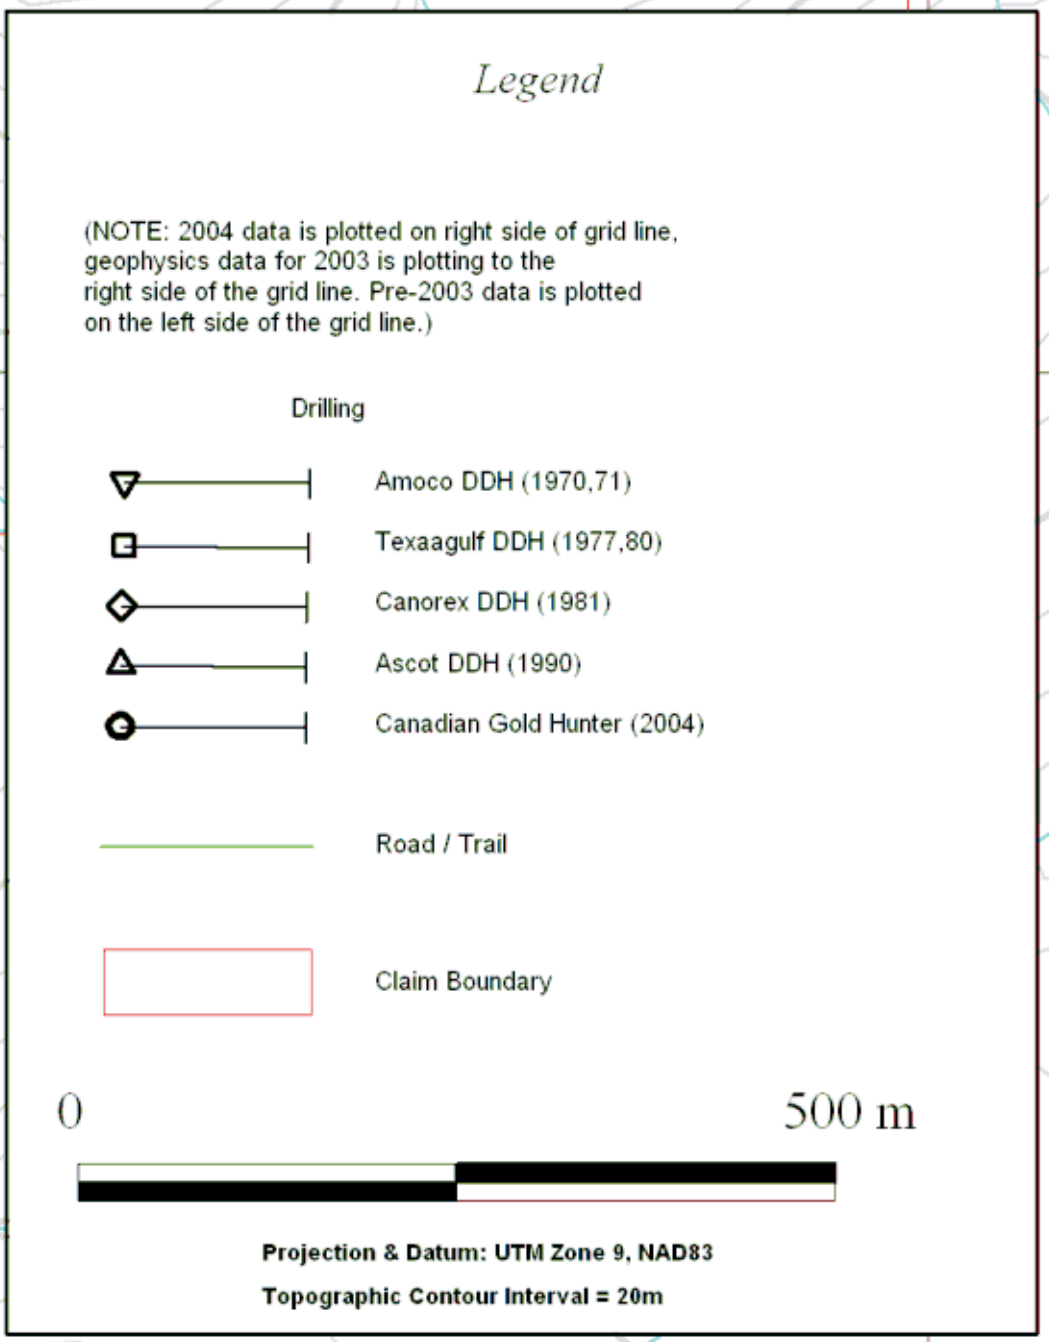 Legend
(NOTE: 2004 data is plotted on right side of grid line,
geophysics data for 2003 is plotting to the
right side of the grid line. Pre-2003 data is plotted
on the left side of the grid line.)
Drilling
Amoco DDH (1970,71)
Texaagulf DDH (1977,80)
Canorex DDH (1981)
Ascot DDH (1990)
Canadian Gold Hunter (2004)
Road / Trail
Claim Boundary
0 500 m
Projection & Datum: UTM Zone 9, NAD83
Topographic Contour Interval = 20m